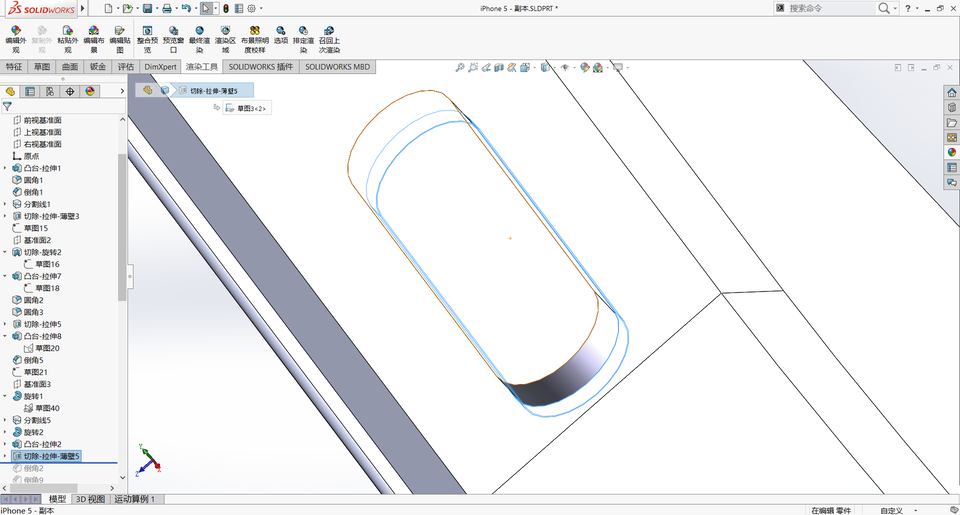 SOLIDWORKS
iPhone 5 - 副本.SLDPRT *
搜索命令
编辑外观
复制外观
粘贴外观
编辑布景
编辑贴图
整合预览
预览窗口
最终渲染
渲染区域
布景照明度校样
选项
排定渲染
召回上次渲染
特征 草图 曲面 钣金 评估 DimXpert 渲染工具 SOLIDWORKS 插件 SOLIDWORKS MBD
切除-拉伸-薄壁5
草图3<2>
前视基准面
上视基准面
右视基准面
原点
凸台-拉伸1
圆角1
倒角1
分割线1
切除-拉伸-薄壁3
草图15
基准面2
切除-旋转2
草图16
凸台-拉伸7
草图18
圆角2
圆角3
切除-拉伸5
凸台-拉伸8
草图20
倒角5
草图21
基准面3
旋转1
草图40
分割线5
旋转2
凸台-拉伸2
切除-拉伸-薄壁5
倒角2
倒角9
Y
X
Z
模型 3D 视图 运动算例 1
iPhone 5 - 副本
在编辑 零件
自定义